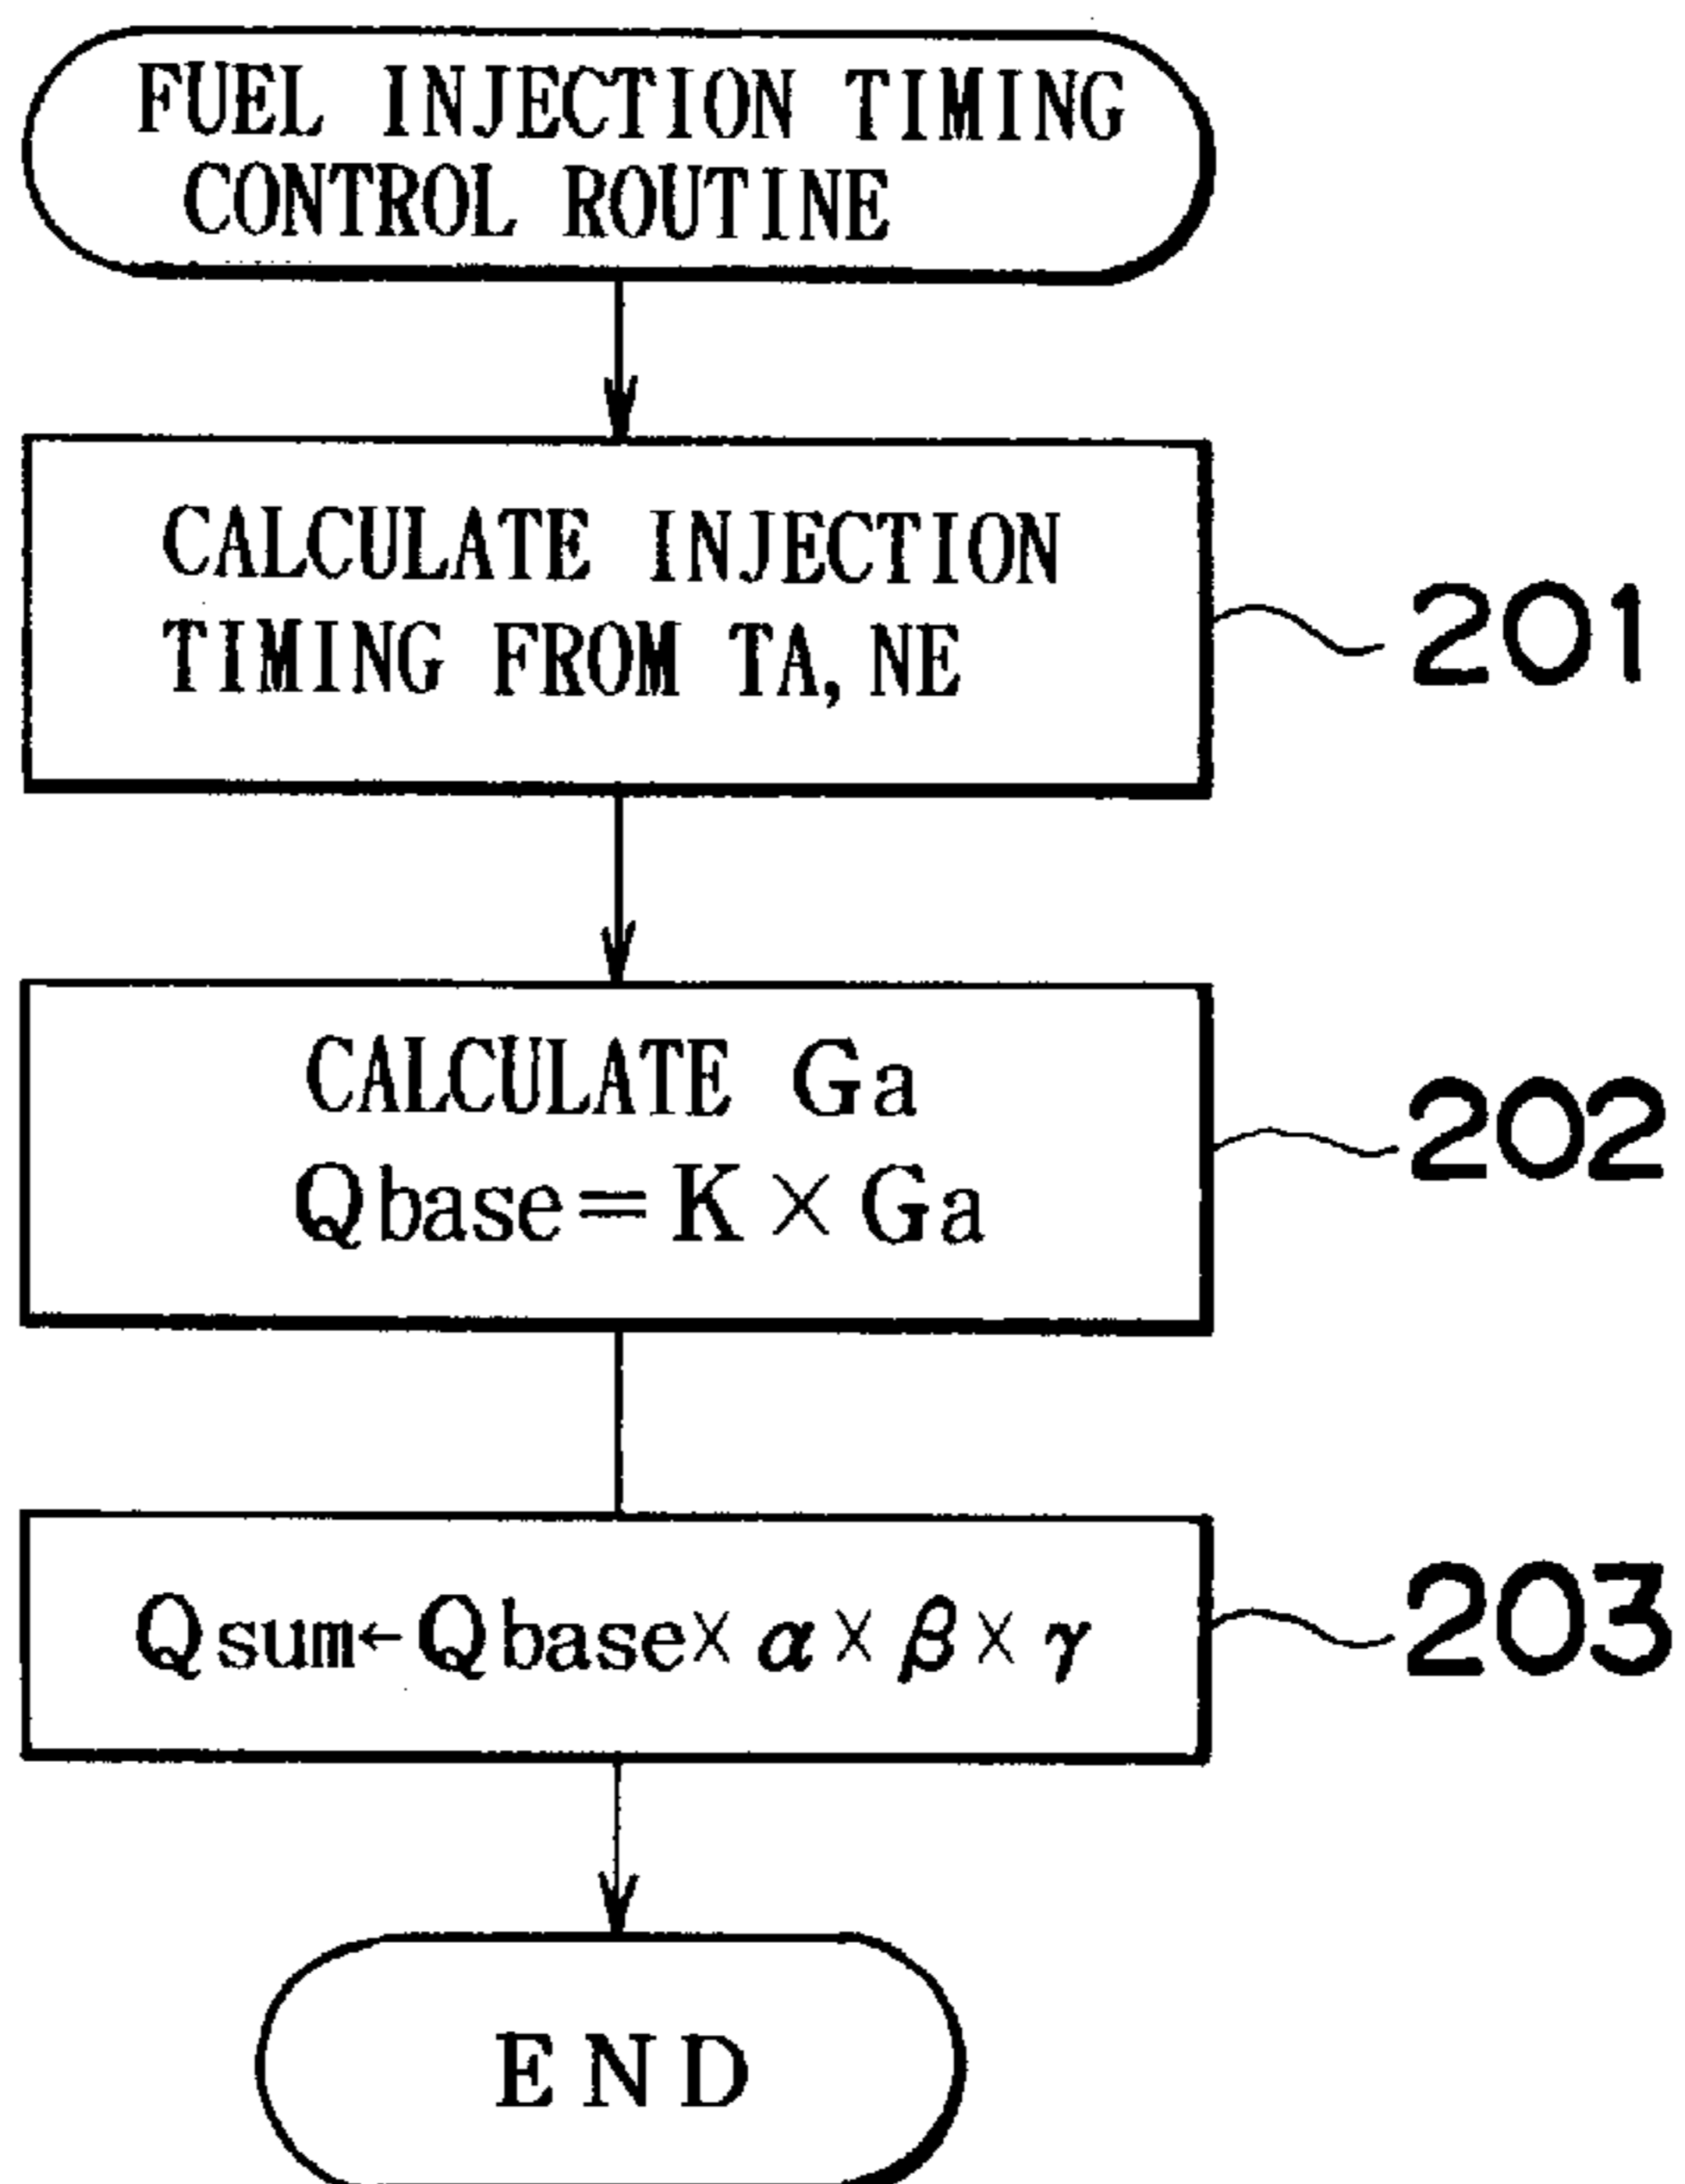 FUEL INJECTION TIMING
CONTROL ROUTINE
CALCULATE INJECTION
TIMING FROM TA, NE
201
CALCULATE Ga
Qbase=K×Ga
202
Qsum←Qbase×α×β×γ
203
END